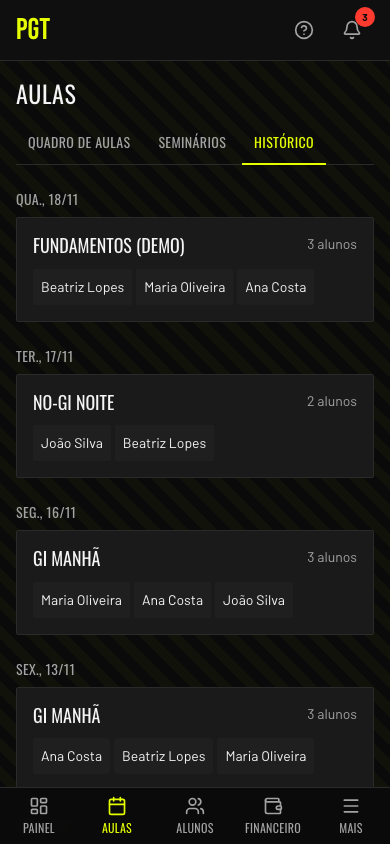 PGT
3
AULAS
QUADRO DE AULAS SEMINÁRIOS HISTÓRICO
QUA., 18/11
FUNDAMENTOS (DEMO) 3 alunos
Beatriz Lopes Maria Oliveira Ana Costa
TER., 17/11
NO-GI NOITE 2 alunos
João Silva Beatriz Lopes
SEG., 16/11
GI MANHÃ 3 alunos
Maria Oliveira Ana Costa João Silva
SEX., 13/11
GI MANHÃ 3 alunos
Ana Costa Beatriz Lopes Maria Oliveira
PAINEL AULAS ALUNOS FINANCEIRO MAIS